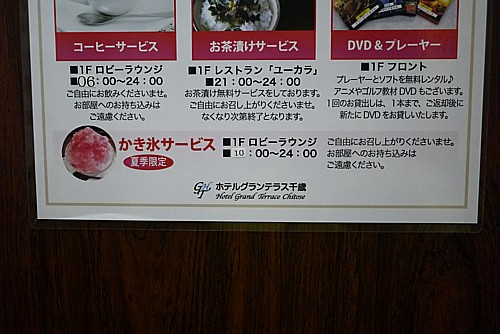 コーヒーサービス
■1F ロビーラウンジ
■06:00～24:00
ご自由にお飲みくださいませ。
お部屋へのお持ち込みは
ご遠慮ください。
お茶漬けサービス
■1F レストラン「ユーカラ」
■21:00～24:00
お茶漬け無料サービスをしております。
ご自由にお召し上がりくださいませ。
なくなり次第終了となります。
DVD＆プレーヤー
■1F フロント
プレーヤーとソフトを無料レンタル♪
アニメやゴルフ教材DVDもございます。
1回のお貸出しは、1本まで、ご返却後に
新たにDVDをお貸しいたします。
かき氷サービス
夏季限定
■1F ロビーラウンジ
■10:00～24:00
ご自由にお召し上がりくださいませ。
お部屋へのお持ち込みは
ご遠慮ください。
ホテルグランテラス千歳
Hotel Grand Terrace Chitose